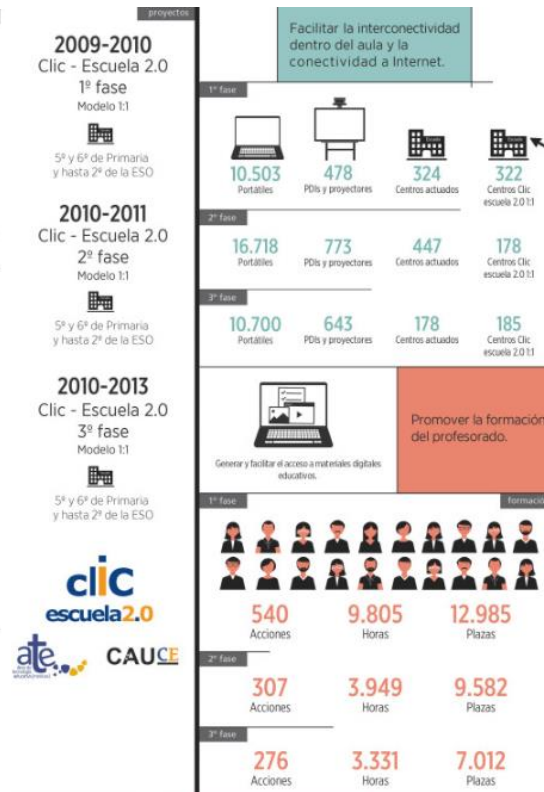 proyectos
2009-2010
Clic - Escuela 2.0
1º fase
Modelo 1:1
5º y 6º de Primaria
y hasta 2º de la ESO
2010-2011
Clic - Escuela 2.0
2º fase
Modelo 1:1
5º y 6º de Primaria
y hasta 2º de la ESO
2010-2013
Clic - Escuela 2.0
3º fase
Modelo 1:1
5º y 6º de Primaria
y hasta 2º de la ESO
clic
escuela2.0
ate
CAUCE
Facilitar la interconectividad
dentro del aula y la
conectividad a Internet.
1º fase
10.503 478 324 322
Portátiles PDIs y proyectores Centros actuados Centros Clic
escuela 2.0 1:1
2º fase
16.718 773 447 178
Portátiles PDIs y proyectores Centros actuados Centros Clic
escuela 2.0 1:1
3º fase
10.700 643 178 185
Portátiles PDIs y proyectores Centros actuados Centros Clic
escuela 2.0 1:1
Generar y facilitar el acceso a materiales digitales
educativos.
Promover la formación
del profesorado.
1º fase
formació
540 9.805 12.985
Acciones Horas Plazas
2º fase
307 3.949 9.582
Acciones Horas Plazas
3º fase
276 3.331 7.012
Acciones Horas Plazas